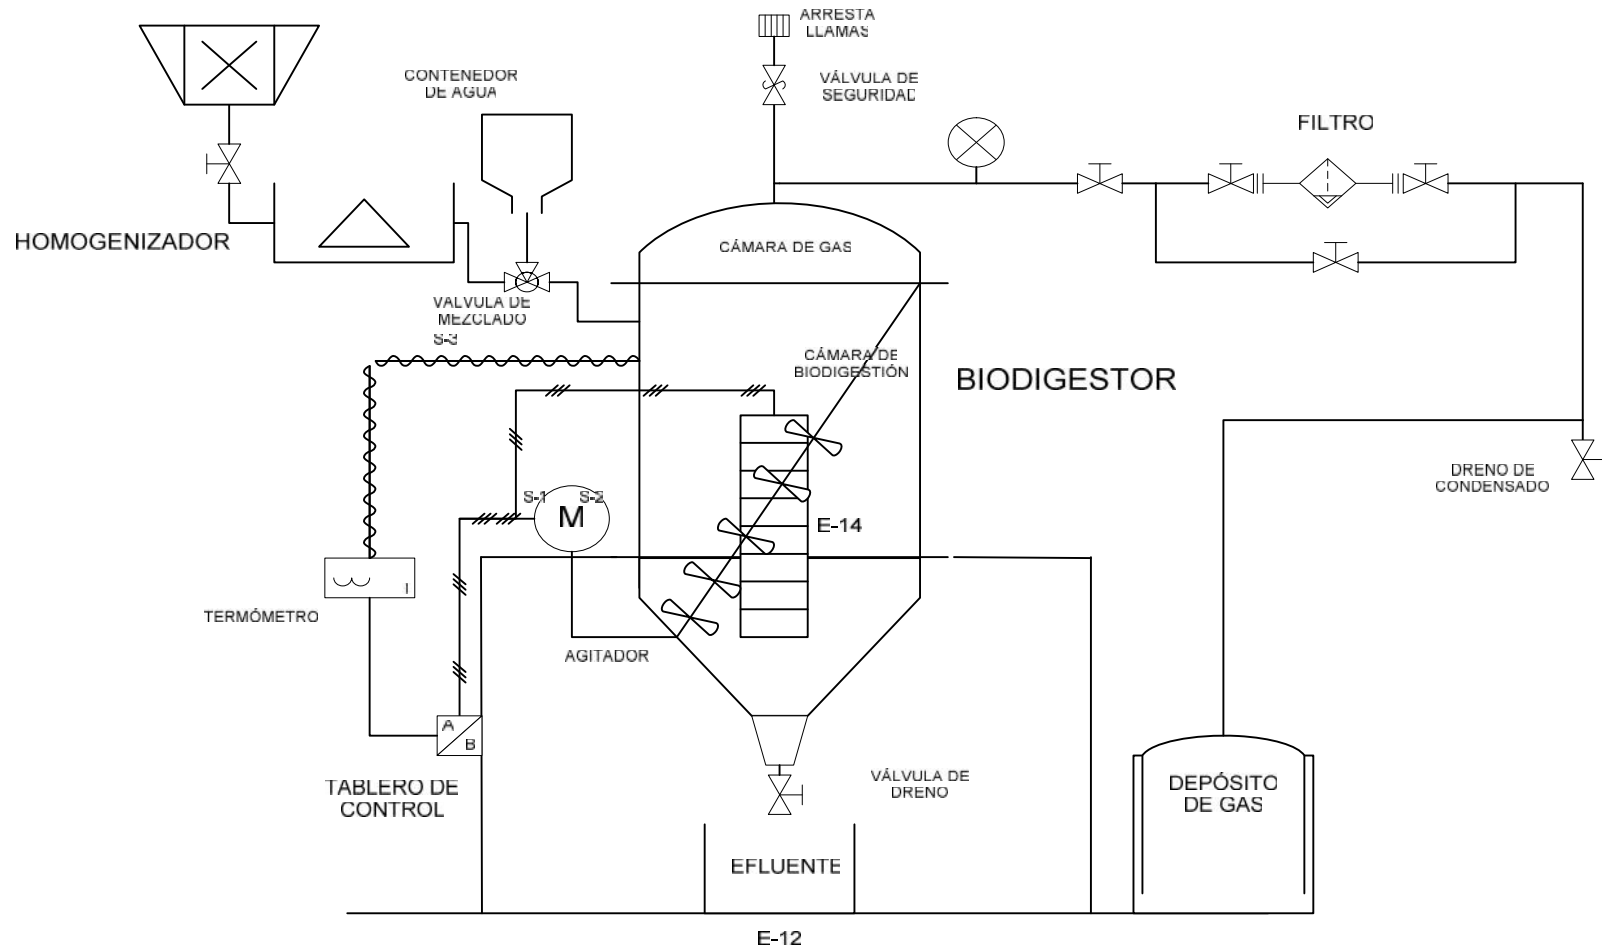 ARRESTA
LLAMAS
CONTENEDOR
DE AGUA
VÁLVULA DE
SEGURIDAD
FILTRO
HOMOGENIZADOR
CÁMARA DE GAS
VALVULA DE
MEZCLADO
S-3
CÁMARA DE
BIODIGESTIÓN
BIODIGESTOR
DRENO DE
CONDENSADO
S-1
S-2
M
E-14
I
TERMÓMETRO
AGITADOR
A
B
TABLERO DE
CONTROL
VÁLVULA DE
DRENO
DEPÓSITO
DE GAS
EFLUENTE
E-12